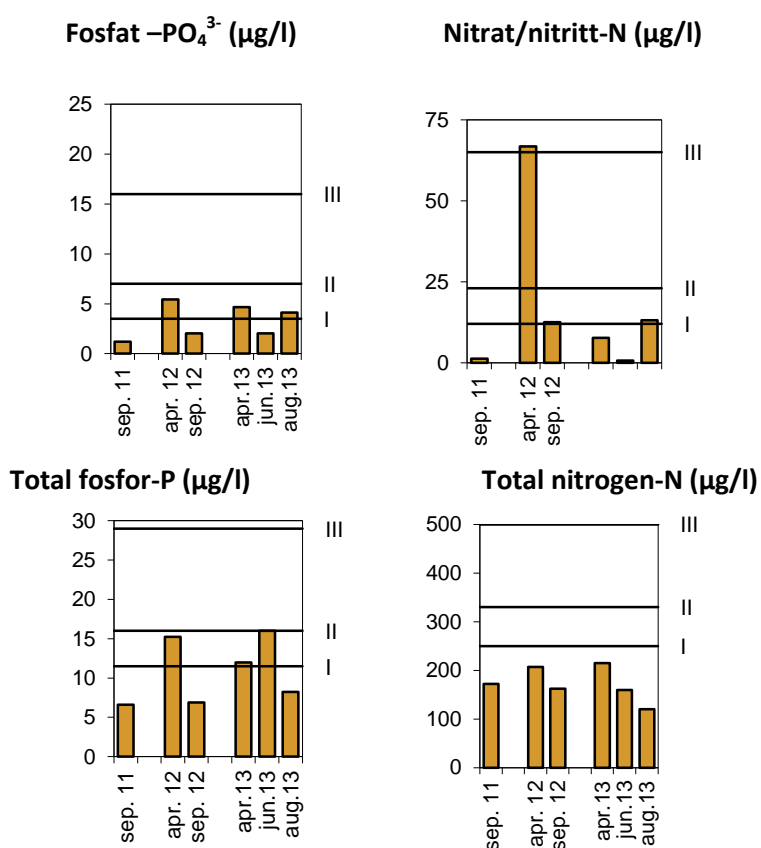 Fosfat –PO₄³⁻ (µg/l)
25
20
15
10
5
0
III
II
I
sep. 11
apr. 12
sep. 12
apr.13
jun.13
aug.13
Nitrat/nitritt-N (µg/l)
75
50
25
0
III
II
I
sep. 11
apr. 12
sep. 12
Total fosfor-P (µg/l)
30
25
20
15
10
5
0
III
II
I
sep. 11
apr. 12
sep. 12
apr.13
jun.13
aug.13
Total nitrogen-N (µg/l)
500
400
300
200
100
0
III
II
I
sep. 11
apr. 12
sep. 12
apr.13
jun.13
aug.13